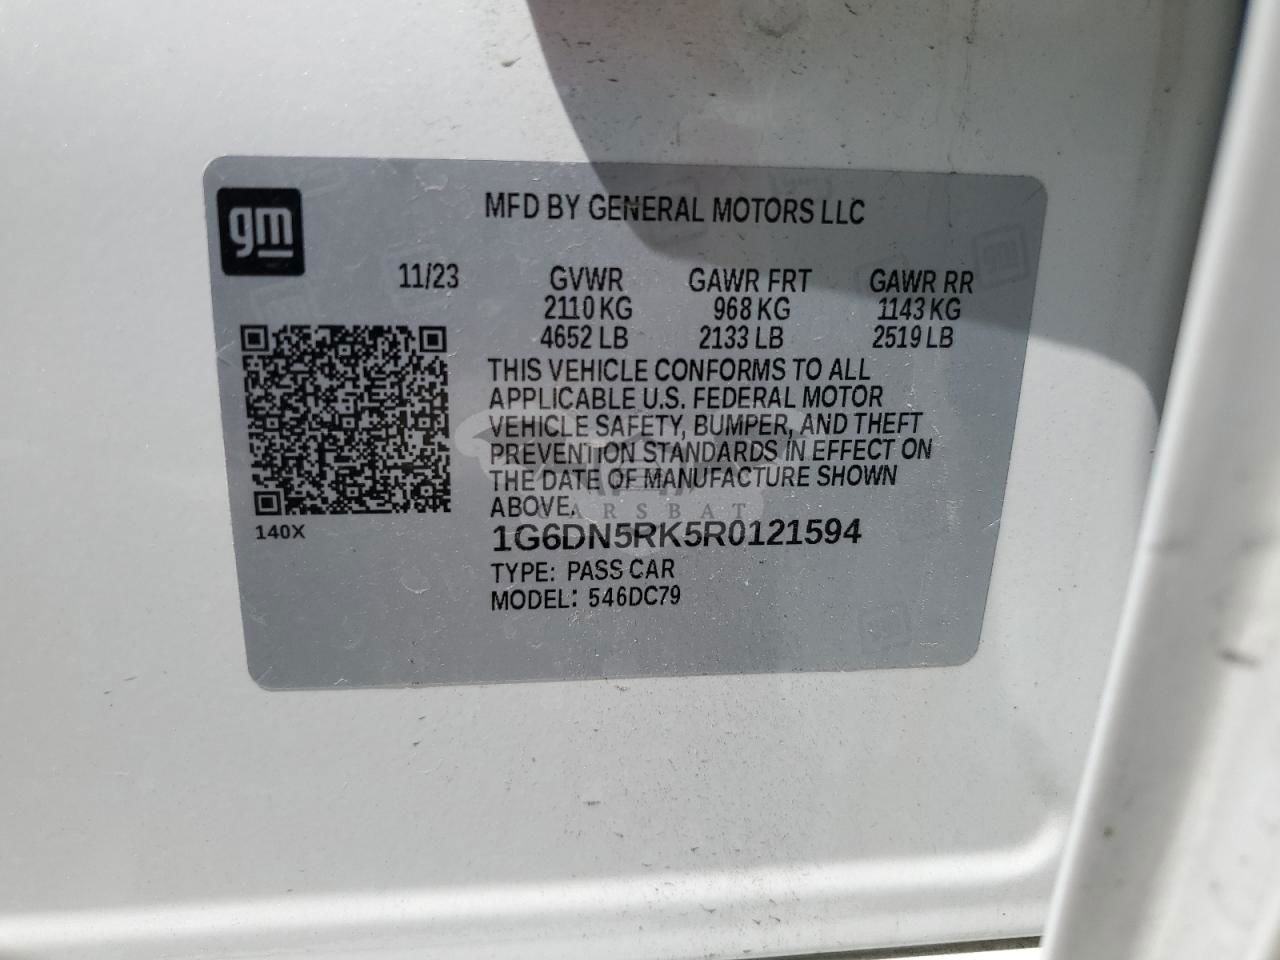 gm
MFD BY GENERAL MOTORS LLC
11/23 GVWR GAWR FRT GAWR RR
2110 KG 968 KG 1143 KG
4652 LB 2133 LB 2519 LB
THIS VEHICLE CONFORMS TO ALL
APPLICABLE U.S. FEDERAL MOTOR
VEHICLE SAFETY, BUMPER, AND THEFT
PREVENTION STANDARDS IN EFFECT ON
THE DATE OF MANUFACTURE SHOWN
ABOVE.
CARSBAT
140X
1G6DN5RK5R0121594
TYPE: PASS CAR
MODEL: 546DC79